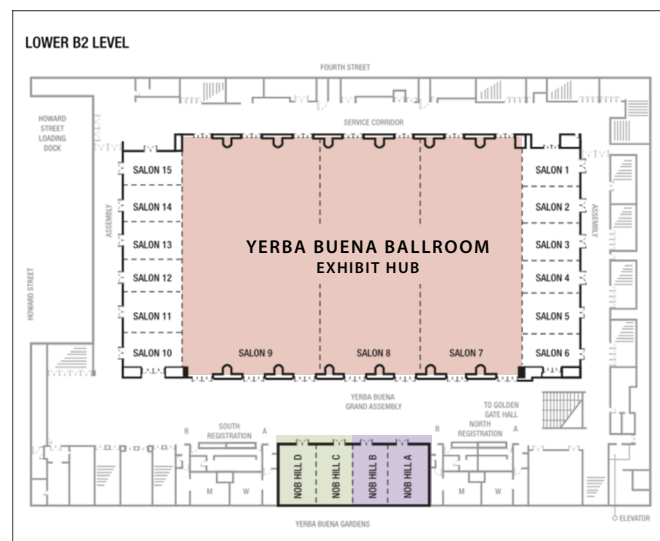 LOWER B2 LEVEL
FOURTH STREET
HOWARD
STREET
LOADING
DOCK
SERVICE CORRIDOR
SALON 15
SALON 14
SALON 13
SALON 12
SALON 11
SALON 10
ASSEMBLY
HOWARD STREET
YERBA BUENA BALLROOM
EXHIBIT HUB
SALON 9
SALON 8
SALON 7
SALON 1
SALON 2
SALON 3
SALON 4
SALON 5
SALON 6
ASSEMBLY
YERBA BUENA
GRAND ASSEMBLY
TO GOLDEN
GATE HALL
B
SOUTH
REGISTRATION
A
B
NORTH
REGISTRATION
A
NOB HILL D
NOB HILL C
NOB HILL B
NOB HILL A
M
W
M
W
ELEVATOR
YERBA BUENA GARDENS